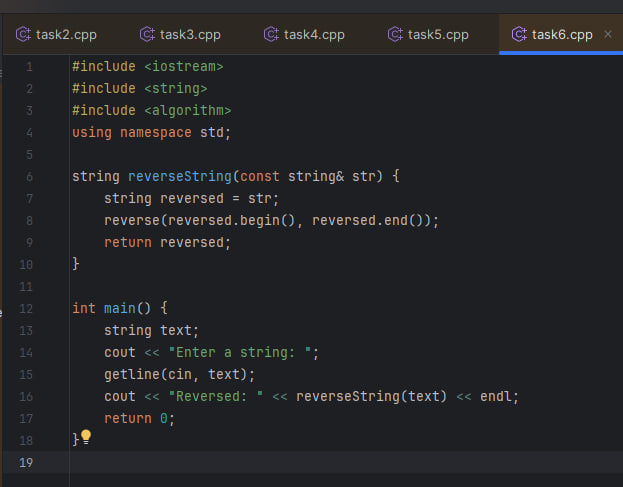 task2.cpp task3.cpp task4.cpp task5.cpp task6.cpp ×
1 #include <iostream>
2 #include <string>
3 #include <algorithm>
4 using namespace std;
5
6 string reverseString(const string& str) {
7     string reversed = str;
8     reverse(reversed.begin(), reversed.end());
9     return reversed;
10 }
11
12 int main() {
13     string text;
14     cout << "Enter a string: ";
15     getline(cin, text);
16     cout << "Reversed: " << reverseString(text) << endl;
17     return 0;
18 }
19